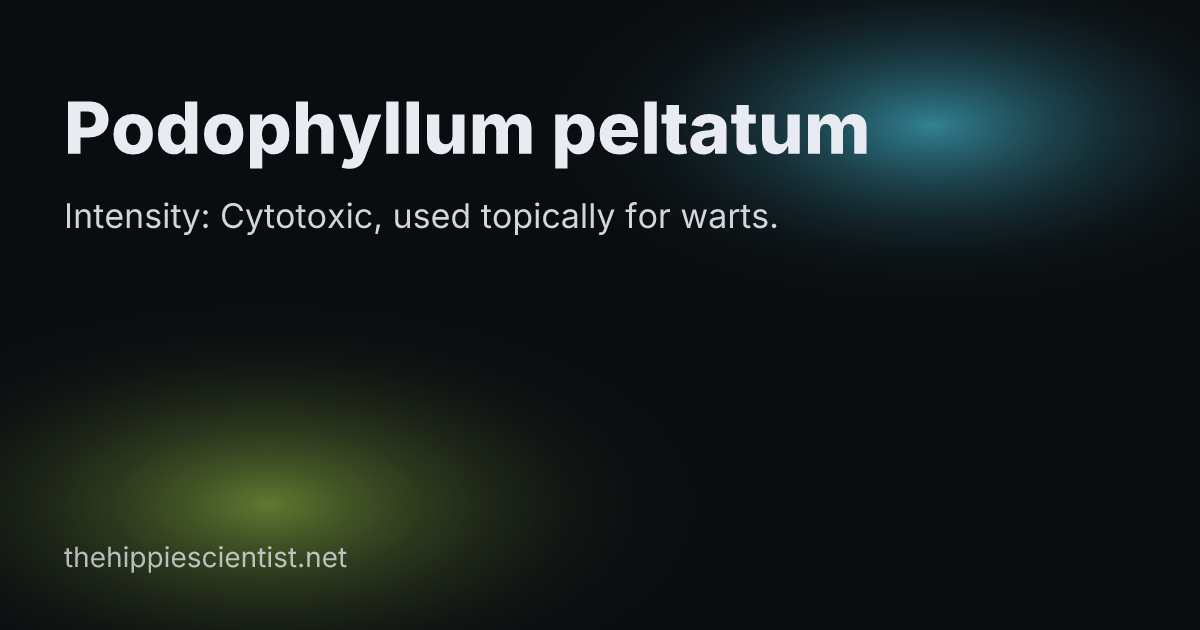 Podophyllum peltatum
Intensity: Cytotoxic, used topically for warts.
thehippiescientist.net